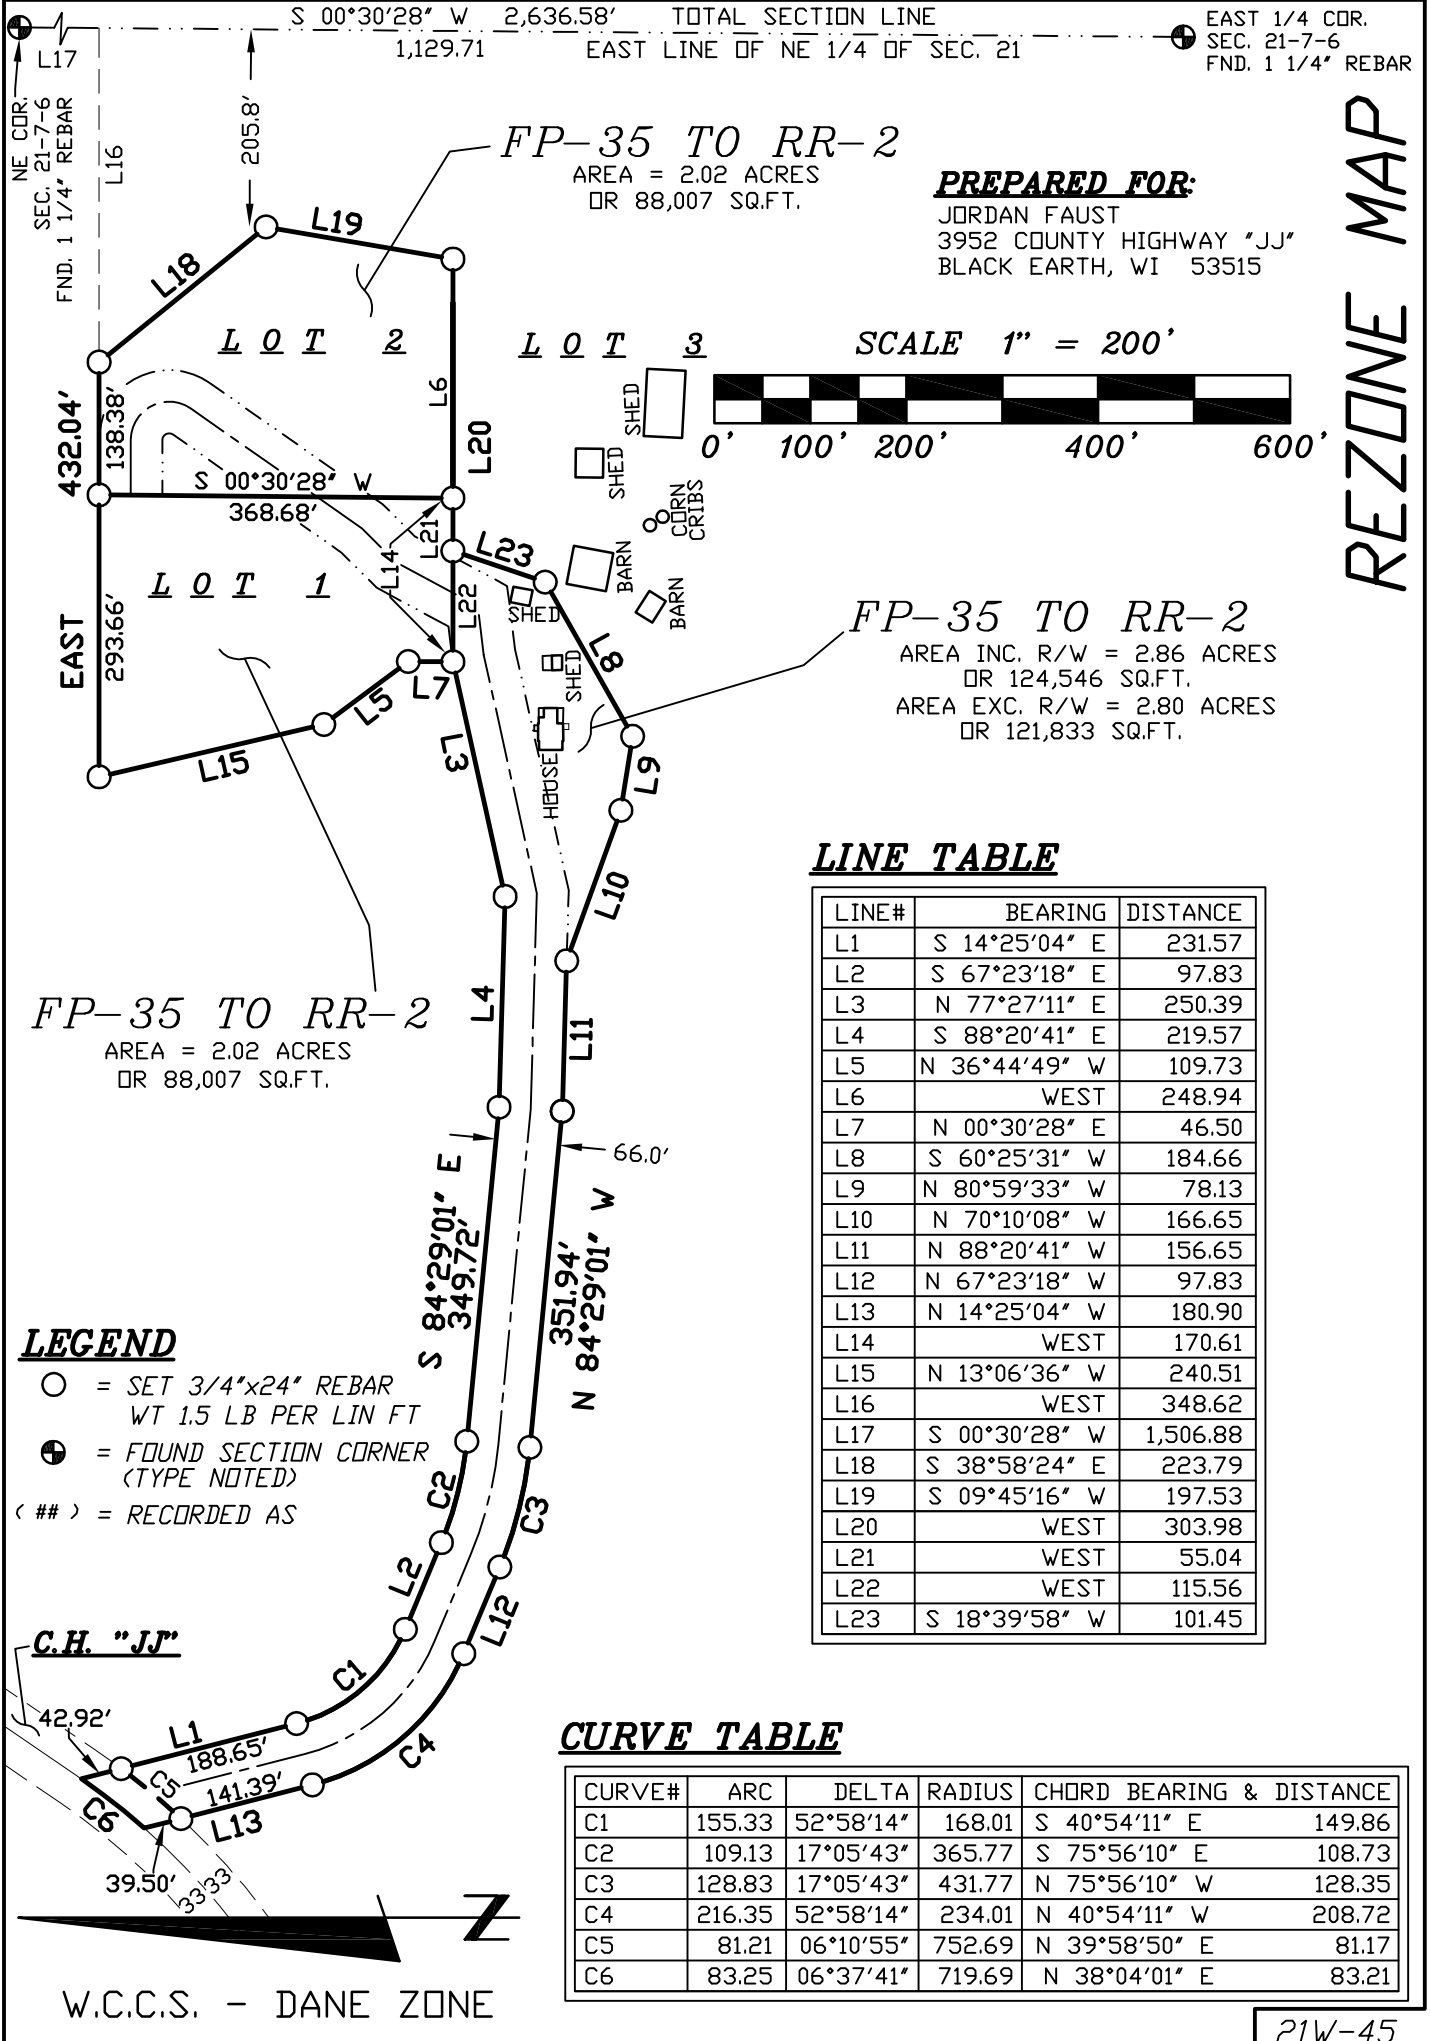 S 00°30'28" W 2,636.58' TOTAL SECTION LINE
1,129.71 EAST LINE OF NE 1/4 OF SEC. 21
EAST 1/4 COR.
SEC. 21-7-6
FND. 1 1/4" REBAR
L17
NE COR.
SEC. 21-7-6
FND. 1 1/4" REBAR
L16
205.8'
REZONE MAP
FP-35 TO RR-2
AREA = 2.02 ACRES
OR 88,007 SQ.FT.
PREPARED FOR:
JORDAN FAUST
3952 COUNTY HIGHWAY "JJ"
BLACK EARTH, WI 53515
L19
L18
LOT 2
LOT 3
SCALE 1" = 200'
0' 100' 200' 400' 600'
432.04'
138.38'
L6
L20
SHED
SHED
CORN
CRIBS
S 00°30'28" W
368.68'
L14
L21
L23
BARN
BARN
SHED
LOT 1
L22
EAST
293.66'
L7
L5
L15
L3
L8
SHED
HOUSE
L9
FP-35 TO RR-2
AREA INC. R/W = 2.86 ACRES
OR 124,546 SQ.FT.
AREA EXC. R/W = 2.80 ACRES
OR 121,833 SQ.FT.
L10
L4
L11
FP-35 TO RR-2
AREA = 2.02 ACRES
OR 88,007 SQ.FT.
66.0'
S 84°29'01" E
349.72'
351.94'
N 84°29'01" W
LINE TABLE
LINE# BEARING DISTANCE
L1 S 14°25'04" E 231.57
L2 S 67°23'18" E 97.83
L3 N 77°27'11" E 250.39
L4 S 88°20'41" E 219.57
L5 N 36°44'49" W 109.73
L6 WEST 248.94
L7 N 00°30'28" E 46.50
L8 S 60°25'31" W 184.66
L9 N 80°59'33" W 78.13
L10 N 70°10'08" W 166.65
L11 N 88°20'41" W 156.65
L12 N 67°23'18" W 97.83
L13 N 14°25'04" W 180.90
L14 WEST 170.61
L15 N 13°06'36" W 240.51
L16 WEST 348.62
L17 S 00°30'28" W 1,506.88
L18 S 38°58'24" E 223.79
L19 S 09°45'16" W 197.53
L20 WEST 303.98
L21 WEST 55.04
L22 WEST 115.56
L23 S 18°39'58" W 101.45
LEGEND
= SET 3/4"x24" REBAR
WT 1.5 LB PER LIN FT
= FOUND SECTION CORNER
(TYPE NOTED)
( ## ) = RECORDED AS
C2
C3
L2
L12
C.H. "JJ"
C1
C4
42.92'
L1
188.65'
C5
141.39'
C6
L13
39.50'
33
33
N
W.C.C.S. - DANE ZONE
CURVE TABLE
CURVE# ARC DELTA RADIUS CHORD BEARING & DISTANCE
C1 155.33 52°58'14" 168.01 S 40°54'11" E 149.86
C2 109.13 17°05'43" 365.77 S 75°56'10" E 108.73
C3 128.83 17°05'43" 431.77 N 75°56'10" W 128.35
C4 216.35 52°58'14" 234.01 N 40°54'11" W 208.72
C5 81.21 06°10'55" 752.69 N 39°58'50" E 81.17
C6 83.25 06°37'41" 719.69 N 38°04'01" E 83.21
21W-45